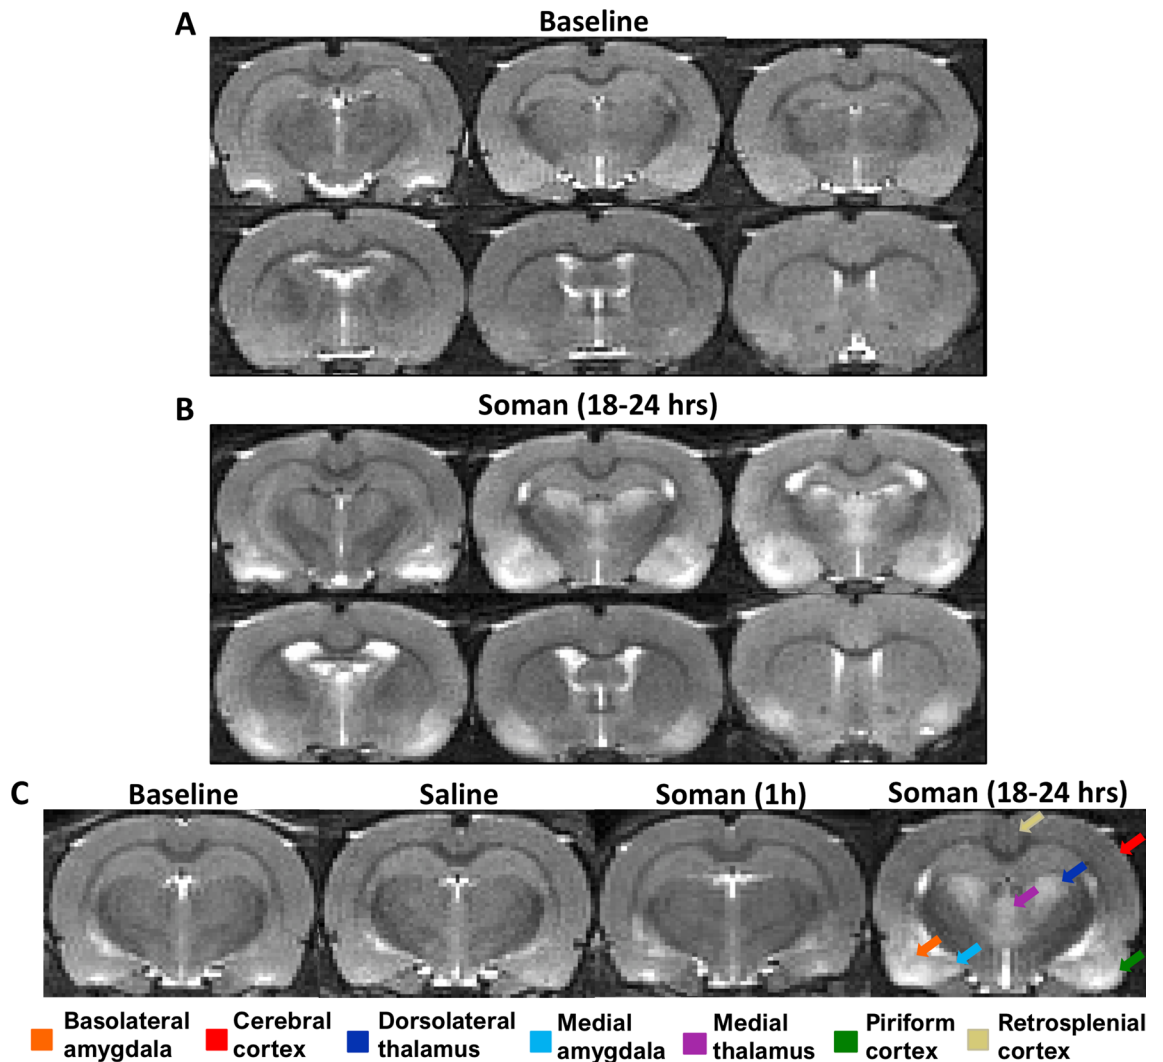 A
Baseline
B
Soman (18-24 hrs)
C
Baseline
Saline
Soman (1h)
Soman (18-24 hrs)
Basolateral
amygdala
Cerebral
cortex
Dorsolateral
thalamus
Medial
amygdala
Medial
thalamus
Piriform
cortex
Retrosplenial
cortex